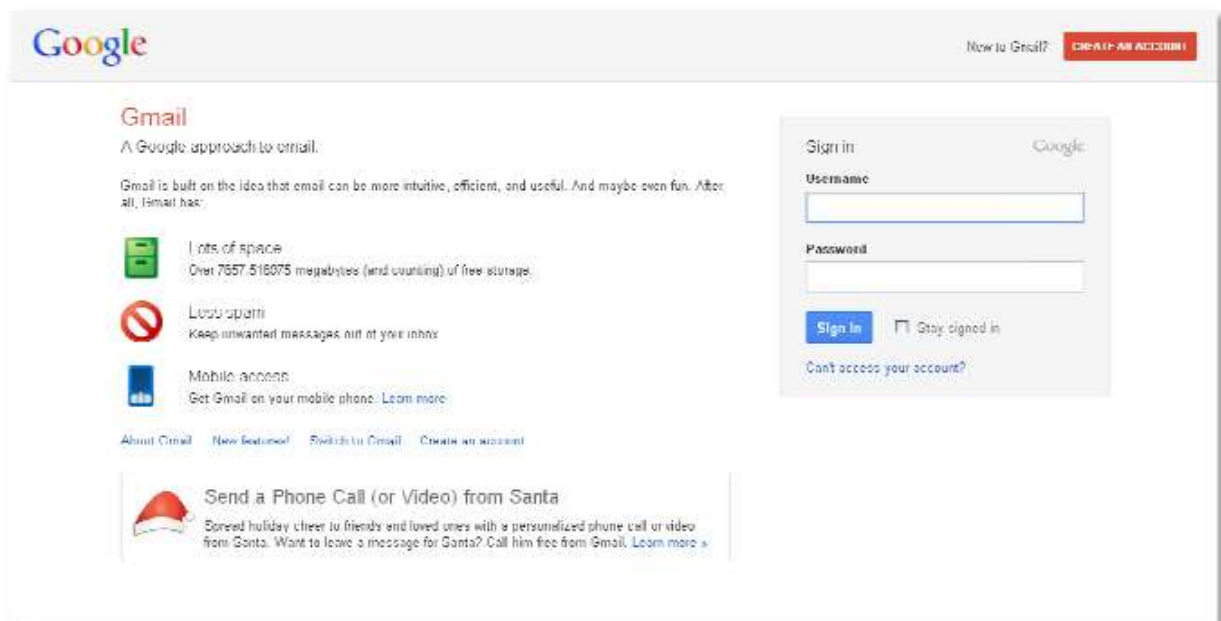 Google
New to Gmail? CREATE AN ACCOUNT
Gmail
A Google approach to email.
Gmail is built on the idea that email can be more intuitive, efficient, and useful. And maybe even fun. After
all, Gmail has:
Lots of space
Over 7657.518975 megabytes (and counting) of free storage.
Less spam
Keep unwanted messages out of your inbox
Mobile access
Get Gmail on your mobile phone. Learn more
About Gmail New features! Switch to Gmail Create an account
Send a Phone Call (or Video) from Santa
Spread holiday cheer to friends and loved ones with a personalized phone call or video
from Santa. Want to leave a message for Santa? Call him free from Gmail. Learn more »
Sign in Google
Username
Password
Sign in Stay signed in
Can't access your account?